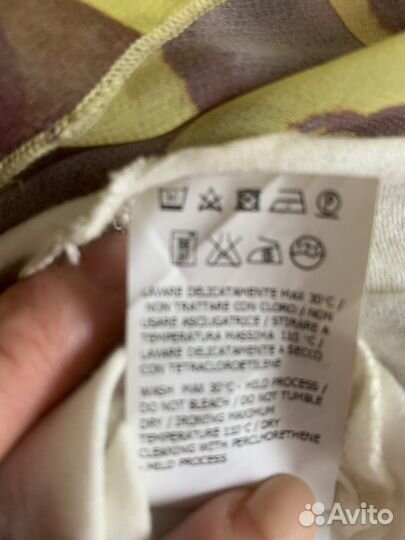 LAVARE DELICATAMENTE MAX 30°C /
NON TRATTARE CON CLORO / NON
USARE ASCIUGATRICE / STIRARE A
TEMPERATURA MASSIMA 110 °C /
LAVARE DELICATAMENTE A SECCO
CON TETRACLOROETILENE
WASH MAX 30°C - MILD PROCESS /
DO NOT BLEACH / DO NOT TUMBLE
DRY / IRONING MAXIMUM
TEMPERATURE 110°C / DRY
CLEANING WITH PERCLORETHENE
- MILD PROCESS
Avito